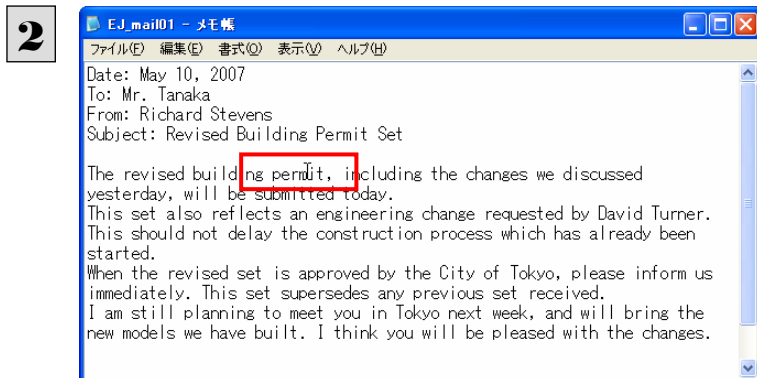 2
EJ_mail01 - メモ帳
ファイル(F) 編集(E) 書式(O) 表示(V) ヘルプ(H)
Date: May 10, 2007
To: Mr. Tanaka
From: Richard Stevens
Subject: Revised Building Permit Set
The revised building permit, including the changes we discussed
yesterday, will be submitted today.
This set also reflects an engineering change requested by David Turner.
This should not delay the construction process which has already been
started.
When the revised set is approved by the City of Tokyo, please inform us
immediately. This set supersedes any previous set received.
I am still planning to meet you in Tokyo next week, and will bring the
new models we have built. I think you will be pleased with the changes.